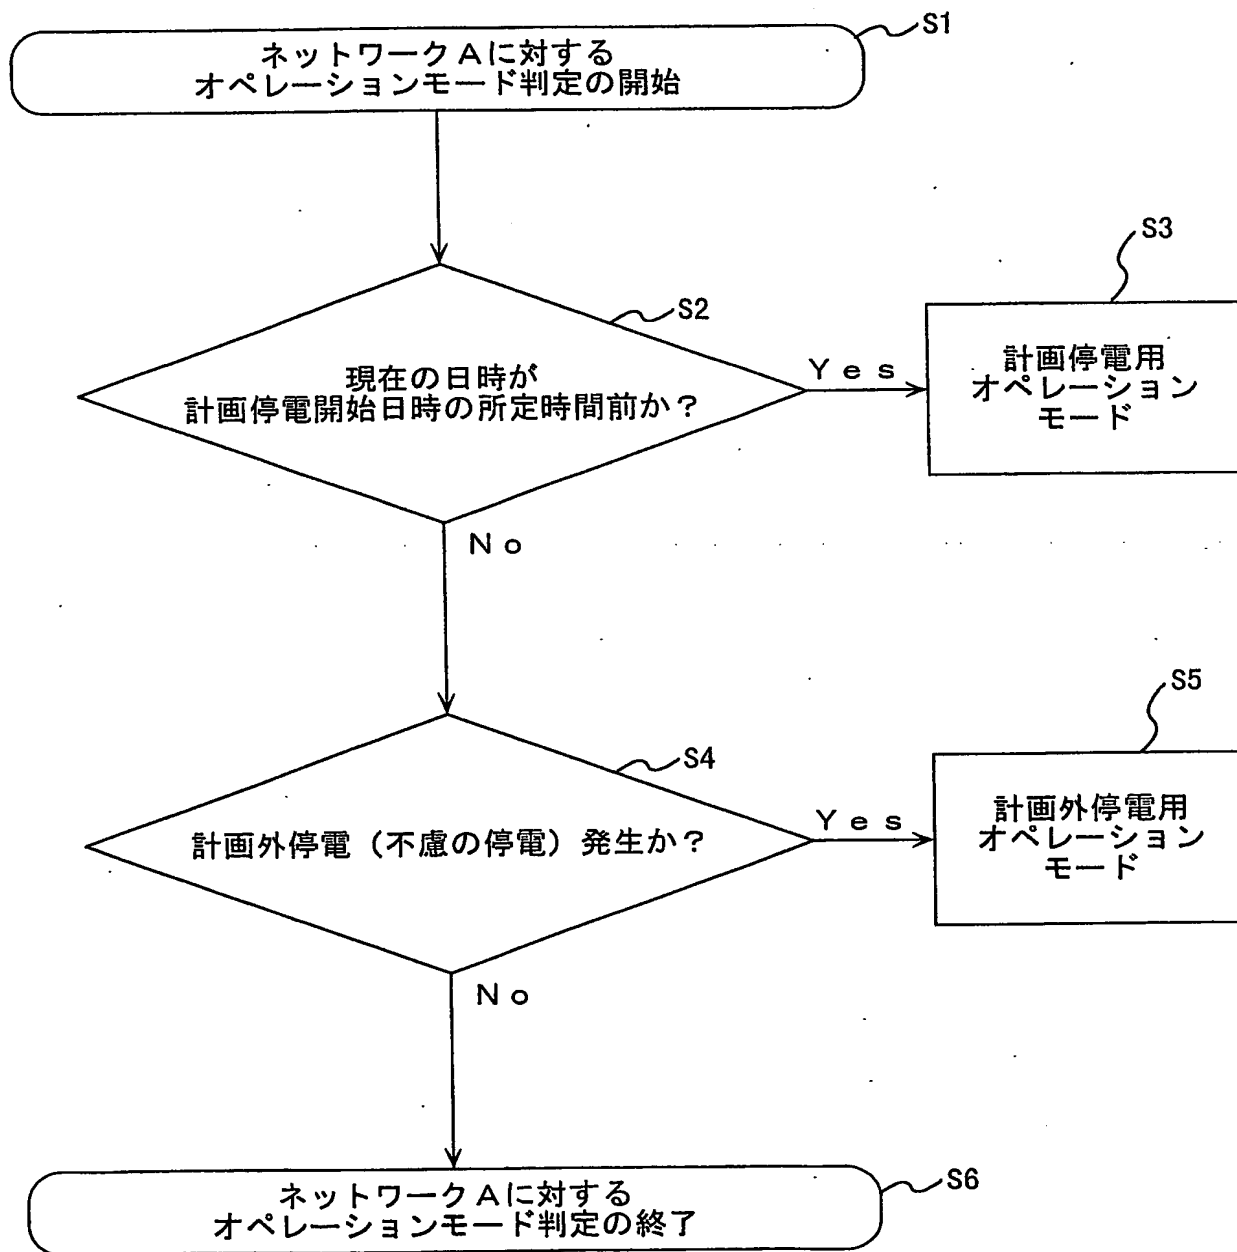 S1
ネットワークAに対する
オペレーションモード判定の開始
S2
現在の日時が
計画停電開始日時の所定時間前か？
Yes
S3
計画停電用
オペレーション
モード
No
S4
計画外停電（不慮の停電）発生か？
Yes
S5
計画外停電用
オペレーション
モード
No
S6
ネットワークAに対する
オペレーションモード判定の終了